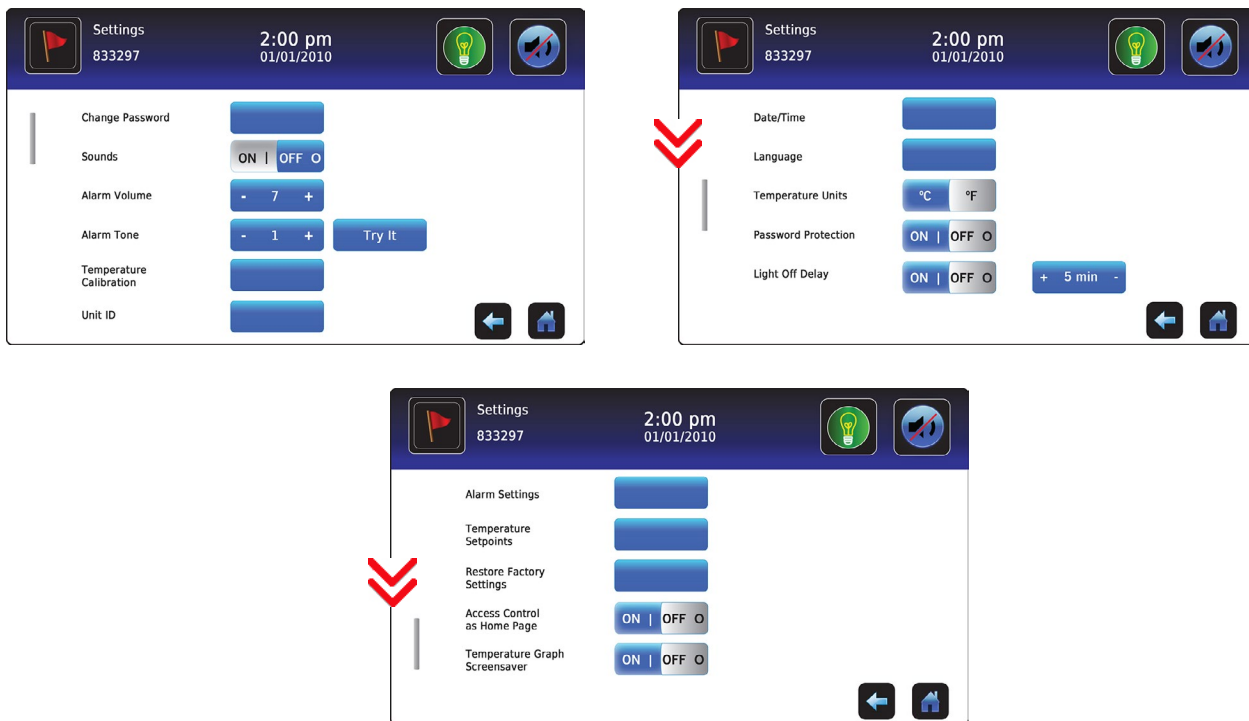 Settings
833297
2:00 pm
01/01/2010
Change Password
Sounds
ON | OFF O
Alarm Volume
- 7 +
Alarm Tone
- 1 +
Try It
Temperature
Calibration
Unit ID
Settings
833297
2:00 pm
01/01/2010
Date/Time
Language
Temperature Units
°C °F
Password Protection
ON | OFF O
Light Off Delay
ON | OFF O
+ 5 min -
Settings
833297
2:00 pm
01/01/2010
Alarm Settings
Temperature
Setpoints
Restore Factory
Settings
Access Control
as Home Page
ON | OFF O
Temperature Graph
Screensaver
ON | OFF O